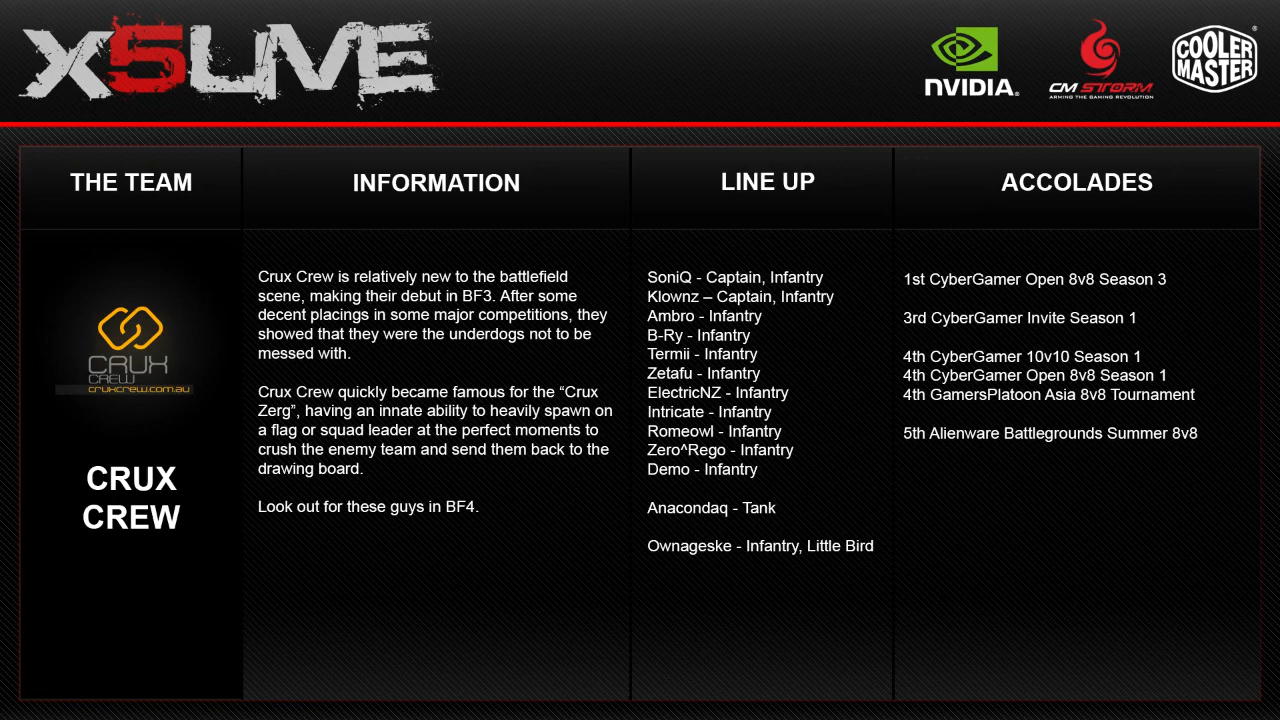 X5LIVE
NVIDIA.
CM STORM
ARMING THE GAMING REVOLUTION
COOLER
MASTER
THE TEAM
INFORMATION
LINE UP
ACCOLADES
CRUX
CREW
cruxcrew.com.au
CRUX
CREW
Crux Crew is relatively new to the battlefield
scene, making their debut in BF3. After some
decent placings in some major competitions, they
showed that they were the underdogs not to be
messed with.
Crux Crew quickly became famous for the “Crux
Zerg”, having an innate ability to heavily spawn on
a flag or squad leader at the perfect moments to
crush the enemy team and send them back to the
drawing board.
Look out for these guys in BF4.
SoniQ - Captain, Infantry
Klownz – Captain, Infantry
Ambro - Infantry
B-Ry - Infantry
Termii - Infantry
Zetafu - Infantry
ElectricNZ - Infantry
Intricate - Infantry
Romeowl - Infantry
Zero^Rego - Infantry
Demo - Infantry
Anacondaq - Tank
Ownageske - Infantry, Little Bird
1st CyberGamer Open 8v8 Season 3
3rd CyberGamer Invite Season 1
4th CyberGamer 10v10 Season 1
4th CyberGamer Open 8v8 Season 1
4th GamersPlatoon Asia 8v8 Tournament
5th Alienware Battlegrounds Summer 8v8